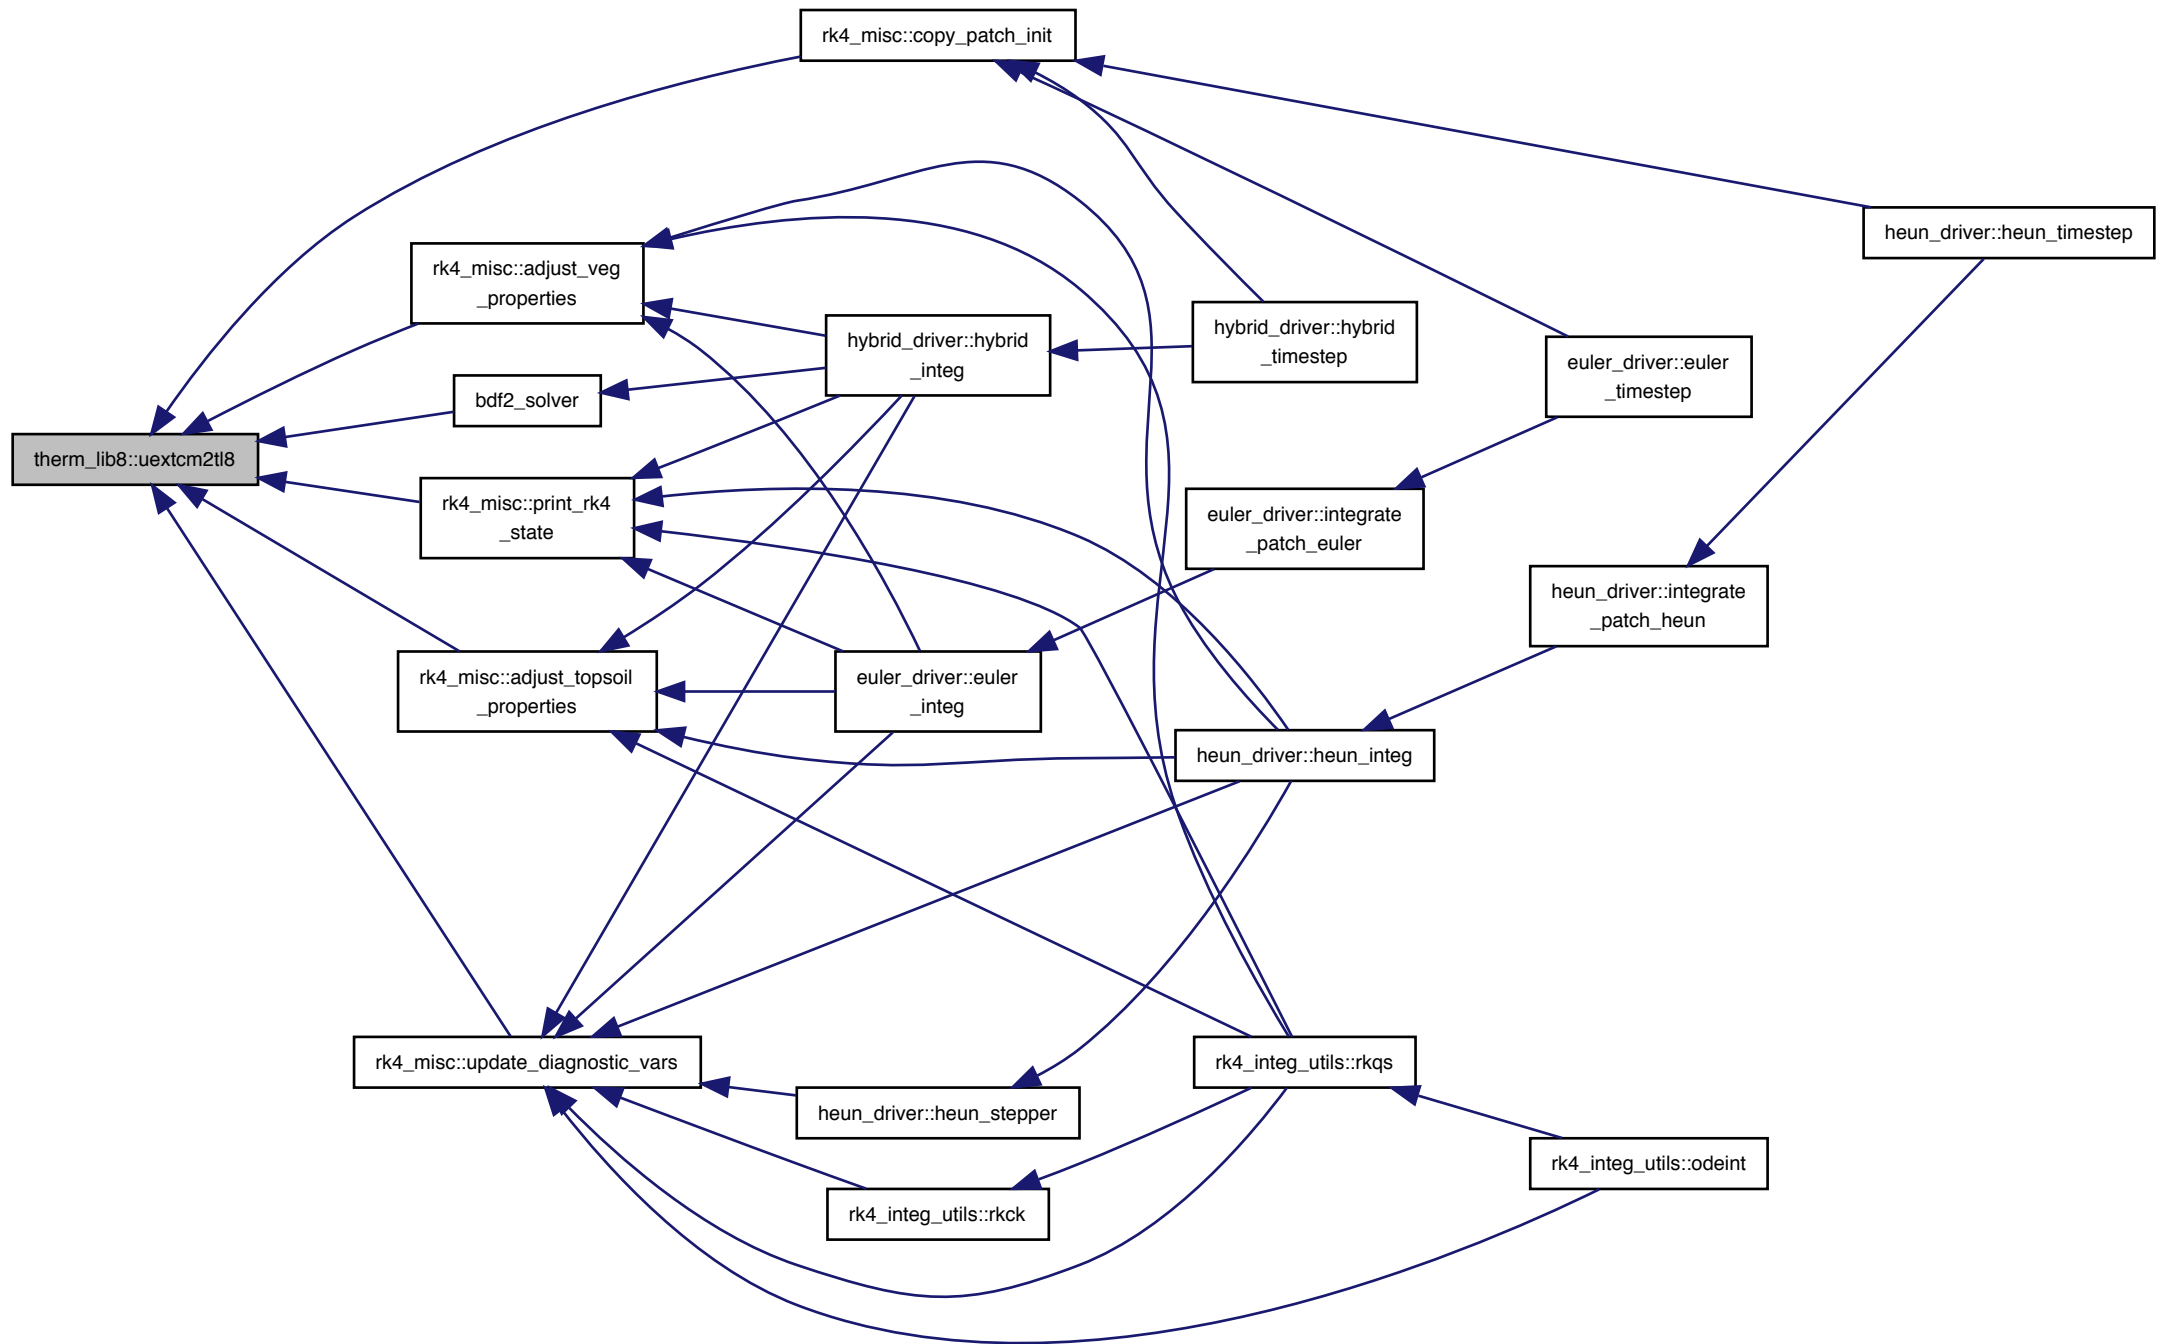 rk4_misc::copy_patch_init
heun_driver::heun_timestep
rk4_misc::adjust_veg
_properties
hybrid_driver::hybrid
_timestep
hybrid_driver::hybrid
_integ
euler_driver::euler
_timestep
bdf2_solver
therm_lib8::uextcm2tl8
rk4_misc::print_rk4
_state
euler_driver::integrate
_patch_euler
heun_driver::integrate
_patch_heun
rk4_misc::adjust_topsoil
_properties
euler_driver::euler
_integ
heun_driver::heun_integ
rk4_misc::update_diagnostic_vars
rk4_integ_utils::rkqs
heun_driver::heun_stepper
rk4_integ_utils::odeint
rk4_integ_utils::rkck